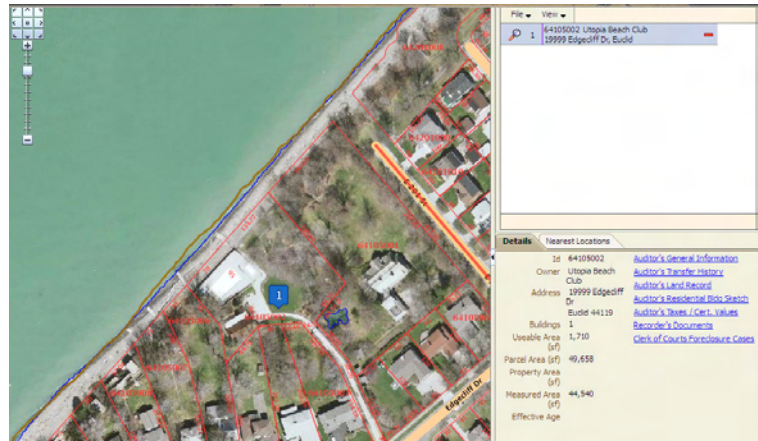 File View
1 64105002 Utopia Beach Club
19999 Edgecliff Dr, Euclid
E 201 St
1
Edgecliff Dr
Details Nearest Locations
Id 64105002 Auditor's General Information
Owner Utopia Beach Club Auditor's Transfer History
Auditor's Land Record
Address 19999 Edgecliff Dr Auditor's Residential Bldg Sketch
Euclid 44119 Auditor's Taxes / Cert. Values
Buildings 1 Recorder's Documents
Useable Area (sf) 1,710 Clerk of Courts Foreclosure Cases
Parcel Area (sf) 49,658
Property Area (sf)
Measured Area (sf) 44,540
Effective Age